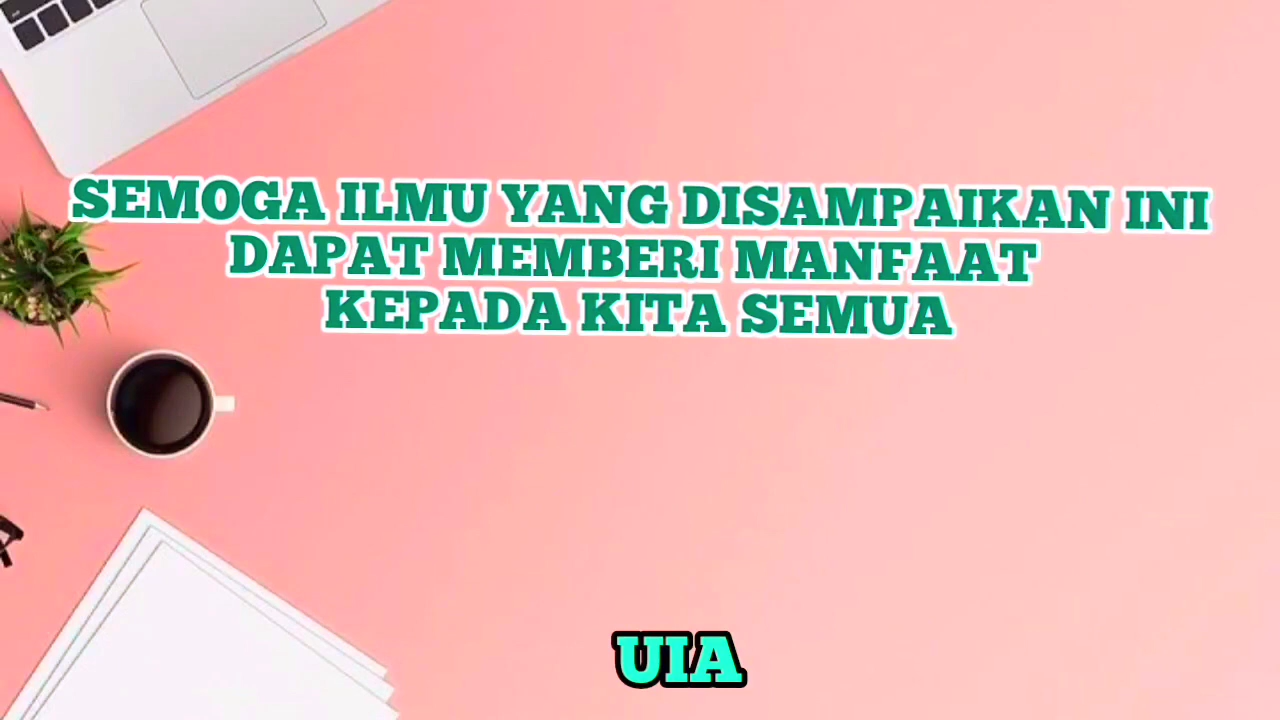 SEMOGA ILMU YANG DISAMPAIKAN INI
DAPAT MEMBERI MANFAAT
KEPADA KITA SEMUA
UIA